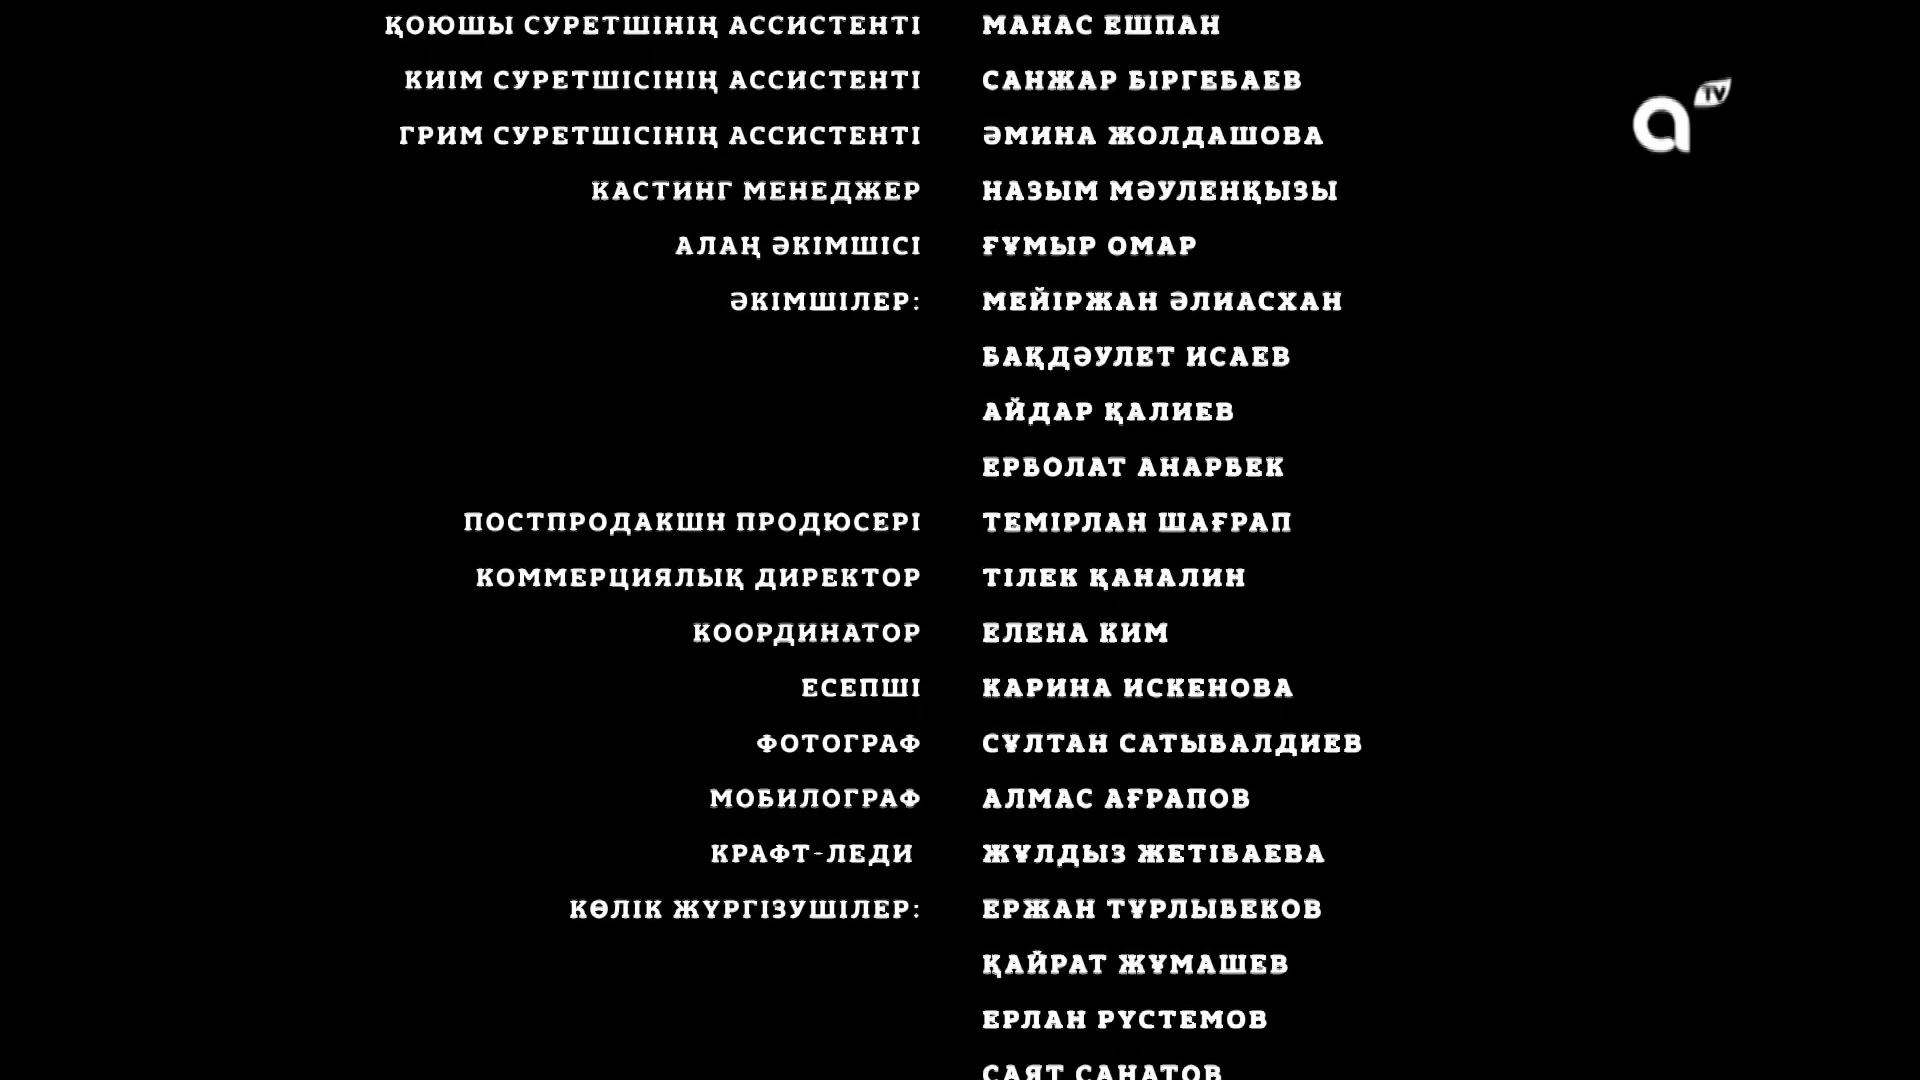 ҚОЮШЫ СУРЕТШІНІҢ АССИСТЕНТІ МАНАС ЕШПАН
КИІМ СУРЕТШІСІНІҢ АССИСТЕНТІ САНЖАР БІРГЕБАЕВ
ГРИМ СУРЕТШІСІНІҢ АССИСТЕНТІ ӘМИНА ЖОЛДАШОВА
КАСТИНГ МЕНЕДЖЕР НАЗЫМ МӘУЛЕНҚЫЗЫ
АЛАҢ ӘКІМШІСІ ҒҰМЫР ОМАР
ӘКІМШІЛЕР: МЕЙІРЖАН ӘЛИАСХАН
БАҚДӘУЛЕТ ИСАЕВ
АЙДАР ҚАЛИЕВ
ЕРБОЛАТ АНАРБЕК
ПОСТПРОДАКШН ПРОДЮСЕРІ ТЕМІРЛАН ШАҒРАП
КОММЕРЦИЯЛЫҚ ДИРЕКТОР ТІЛЕК ҚАНАЛИН
КООРДИНАТОР ЕЛЕНА КИМ
ЕСЕПШІ КАРИНА ИСКЕНОВА
ФОТОГРАФ СҰЛТАН САТЫБАЛДИЕВ
МОБИЛОГРАФ АЛМАС АҒРАПОВ
КРАФТ-ЛЕДИ ЖҰЛДЫЗ ЖЕТІБАЕВА
КӨЛІК ЖҮРГІЗУШІЛЕР: ЕРЖАН ТҰРЛЫБЕКОВ
ҚАЙРАТ ЖҰМАШЕВ
ЕРЛАН РҮСТЕМОВ
САЯТ САНАТОВ
a TV